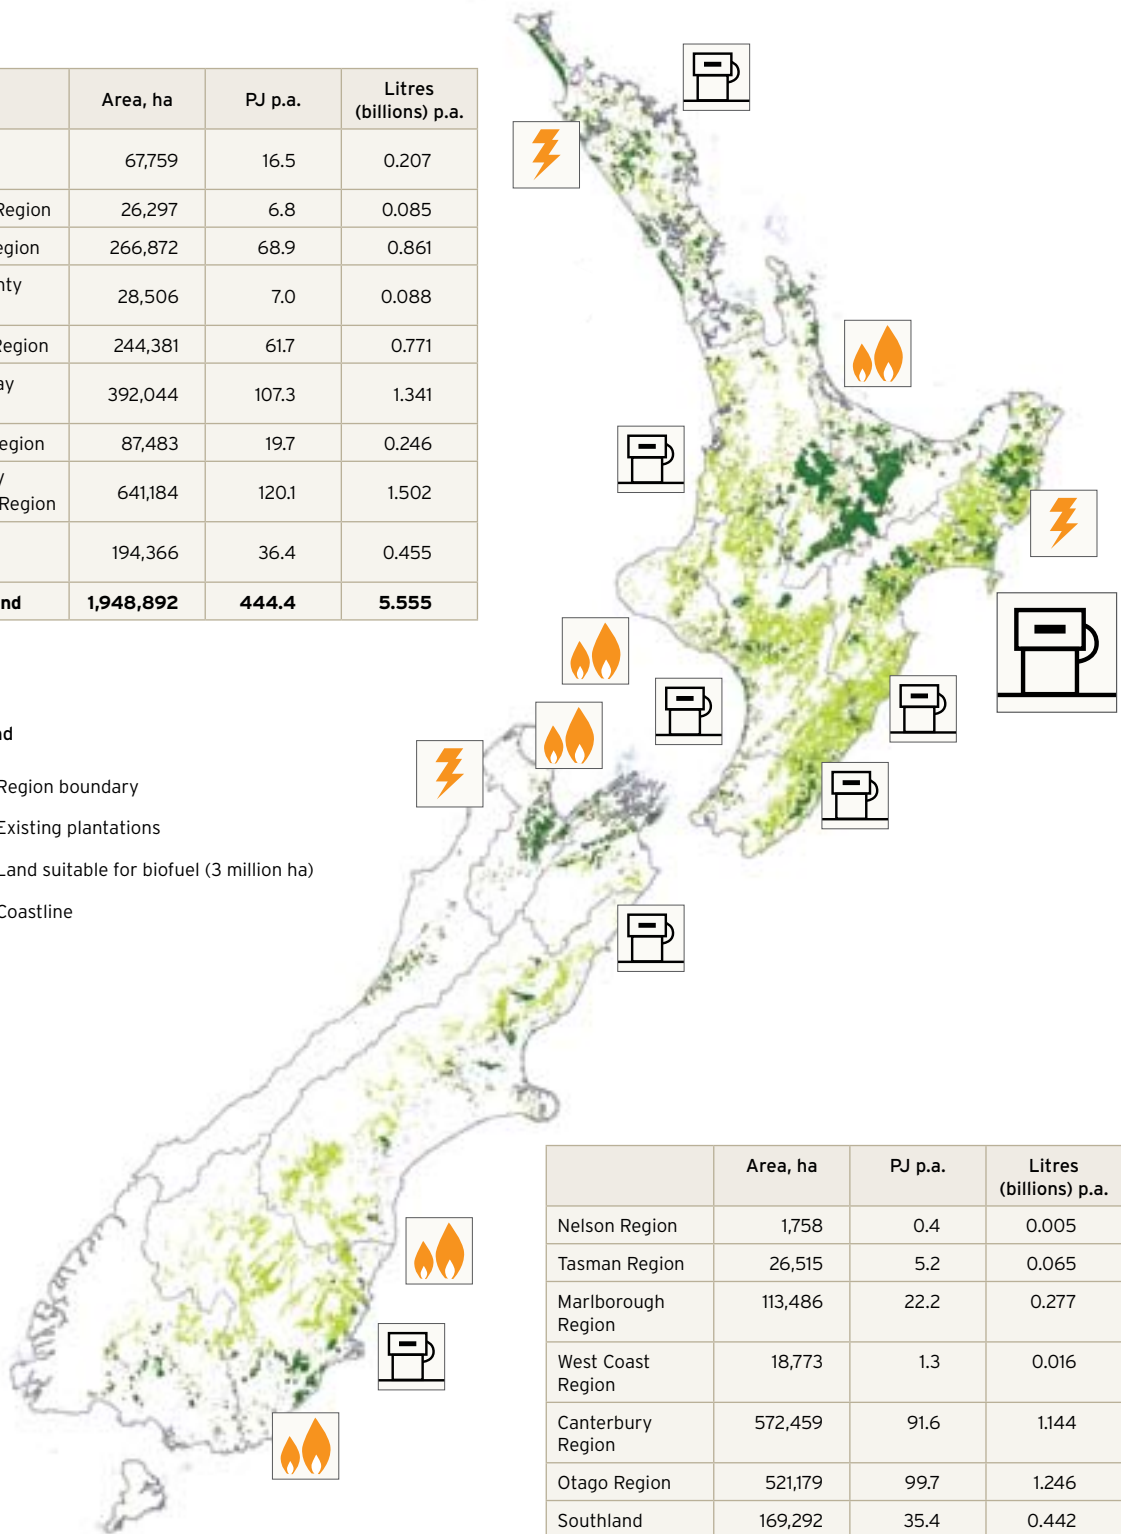 Area, ha PJ p.a. Litres (billions) p.a.
67,759 16.5 0.207
Region 26,297 6.8 0.085
egion 266,872 68.9 0.861
nty 28,506 7.0 0.088
Region 244,381 61.7 0.771
ay 392,044 107.3 1.341
egion 87,483 19.7 0.246
Region 641,184 120.1 1.502
194,366 36.4 0.455
nd 1,948,892 444.4 5.555
nd
Region boundary
Existing plantations
Land suitable for biofuel (3 million ha)
Coastline
Area, ha PJ p.a. Litres (billions) p.a.
Nelson Region 1,758 0.4 0.005
Tasman Region 26,515 5.2 0.065
Marlborough Region 113,486 22.2 0.277
West Coast Region 18,773 1.3 0.016
Canterbury Region 572,459 91.6 1.144
Otago Region 521,179 99.7 1.246
Southland 169,292 35.4 0.442